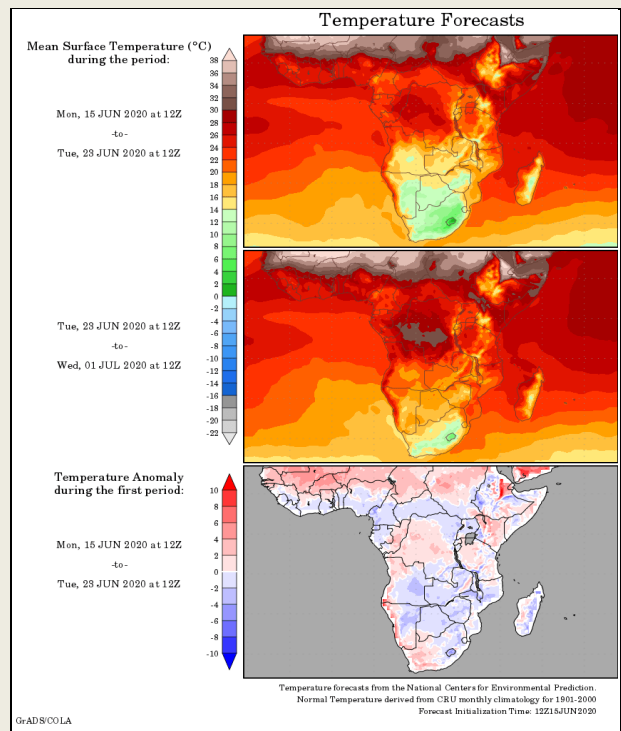 Temperature Forecasts
Mean Surface Temperature (°C)
during the period:
Mon, 15 JUN 2020 at 12Z
-to-
Tue, 23 JUN 2020 at 12Z
38
36
34
32
30
28
26
24
22
20
18
16
14
12
10
8
6
4
2
0
-2
-4
-6
-8
-10
-12
-14
-16
-18
-20
-22
Tue, 23 JUN 2020 at 12Z
-to-
Wed, 01 JUL 2020 at 12Z
Temperature Anomaly
during the first period:
Mon, 15 JUN 2020 at 12Z
-to-
Tue, 23 JUN 2020 at 12Z
10
8
6
4
2
0
-2
-4
-6
-8
-10
Temperature forecasts from the National Centers for Environmental Prediction.
Normal Temperature derived from CRU monthly climatology for 1901-2000
Forecast Initialization Time: 12Z15JUN2020
GrADS/COLA